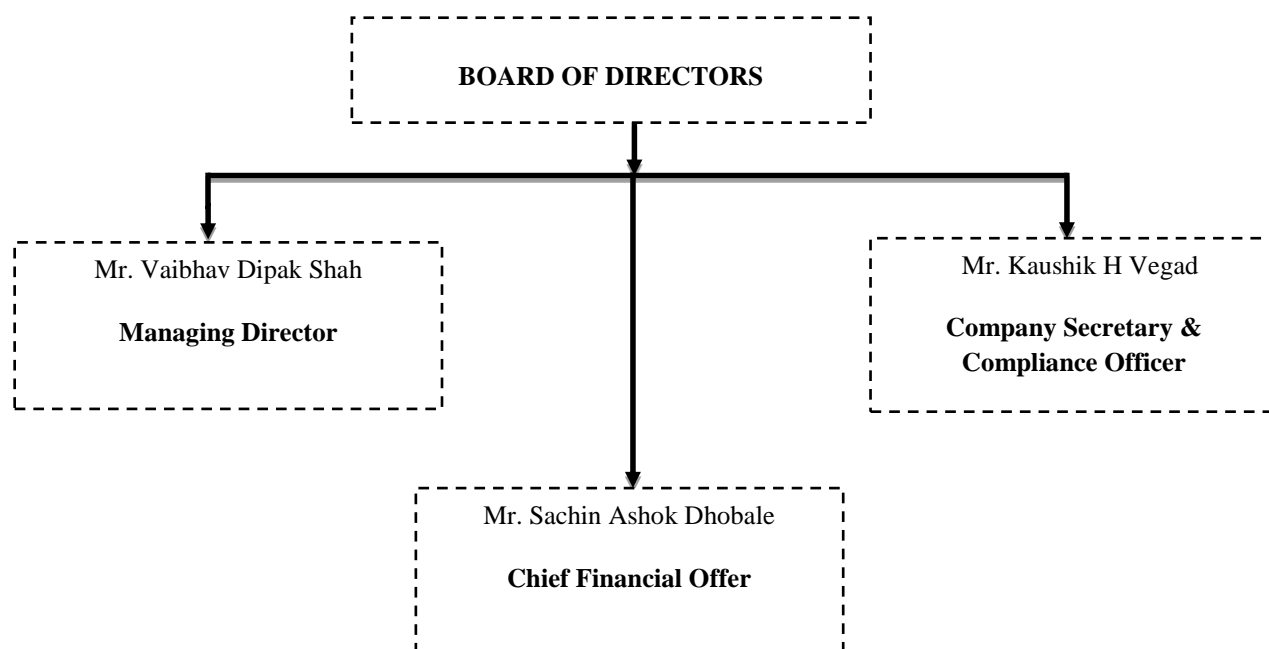 BOARD OF DIRECTORS
Mr. Vaibhav Dipak Shah
Managing Director
Mr. Kaushik H Vegad
Company Secretary &
Compliance Officer
Mr. Sachin Ashok Dhobale
Chief Financial Offer